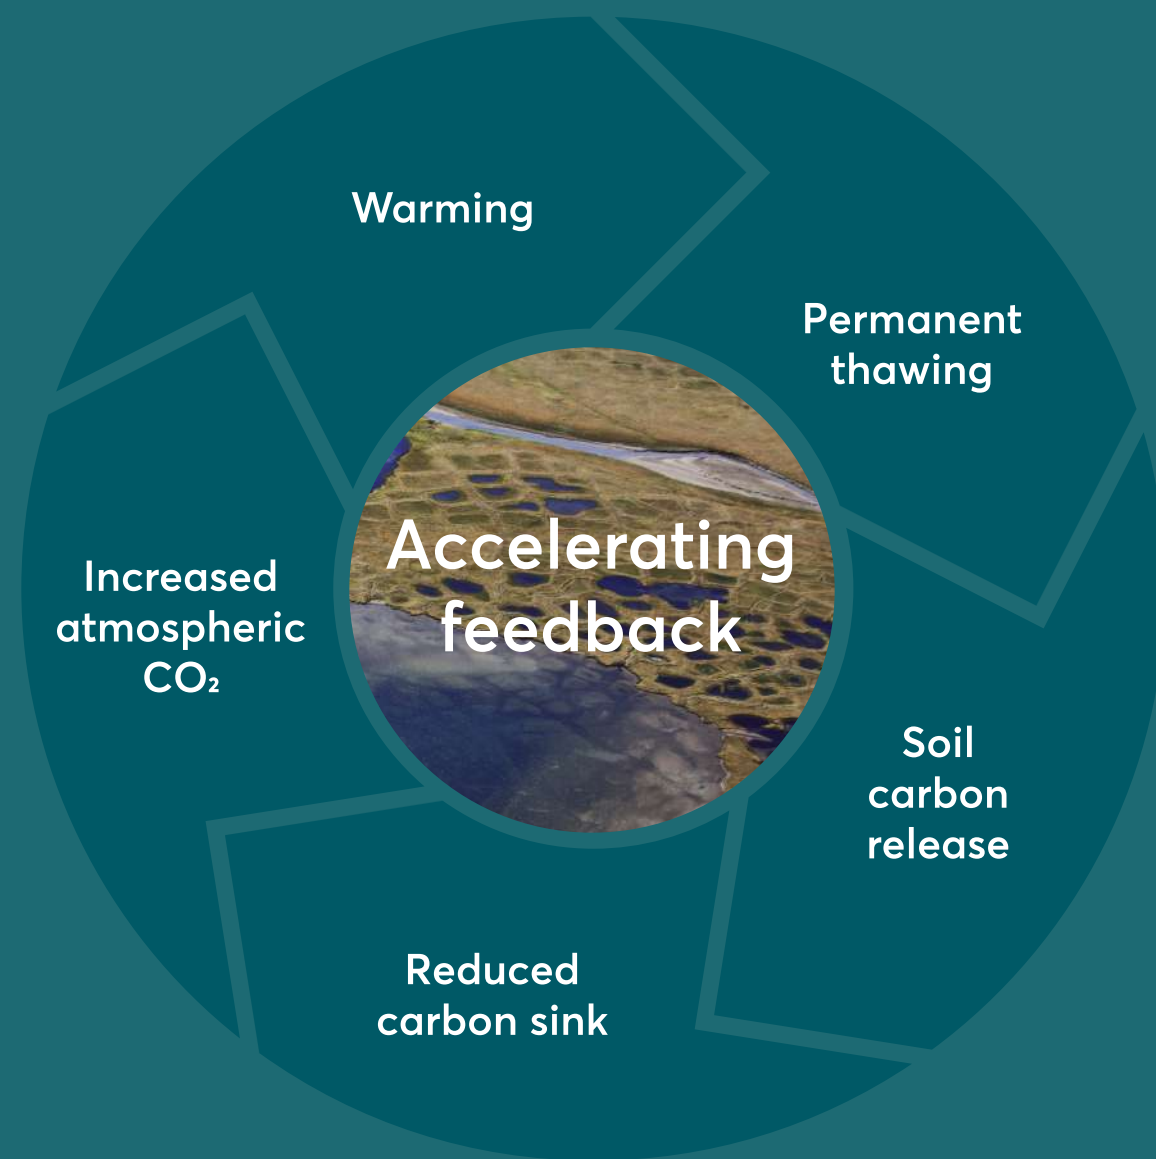 Warming
Permanent
thawing
Accelerating
feedback
Increased
atmospheric
CO₂
Soil
carbon
release
Reduced
carbon sink